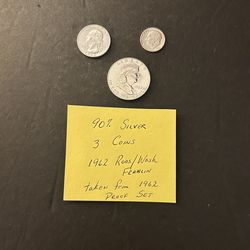 90% Silver
3 Coins
1962 Roos/Wash
Franklin
taken from 1962
Proof Set